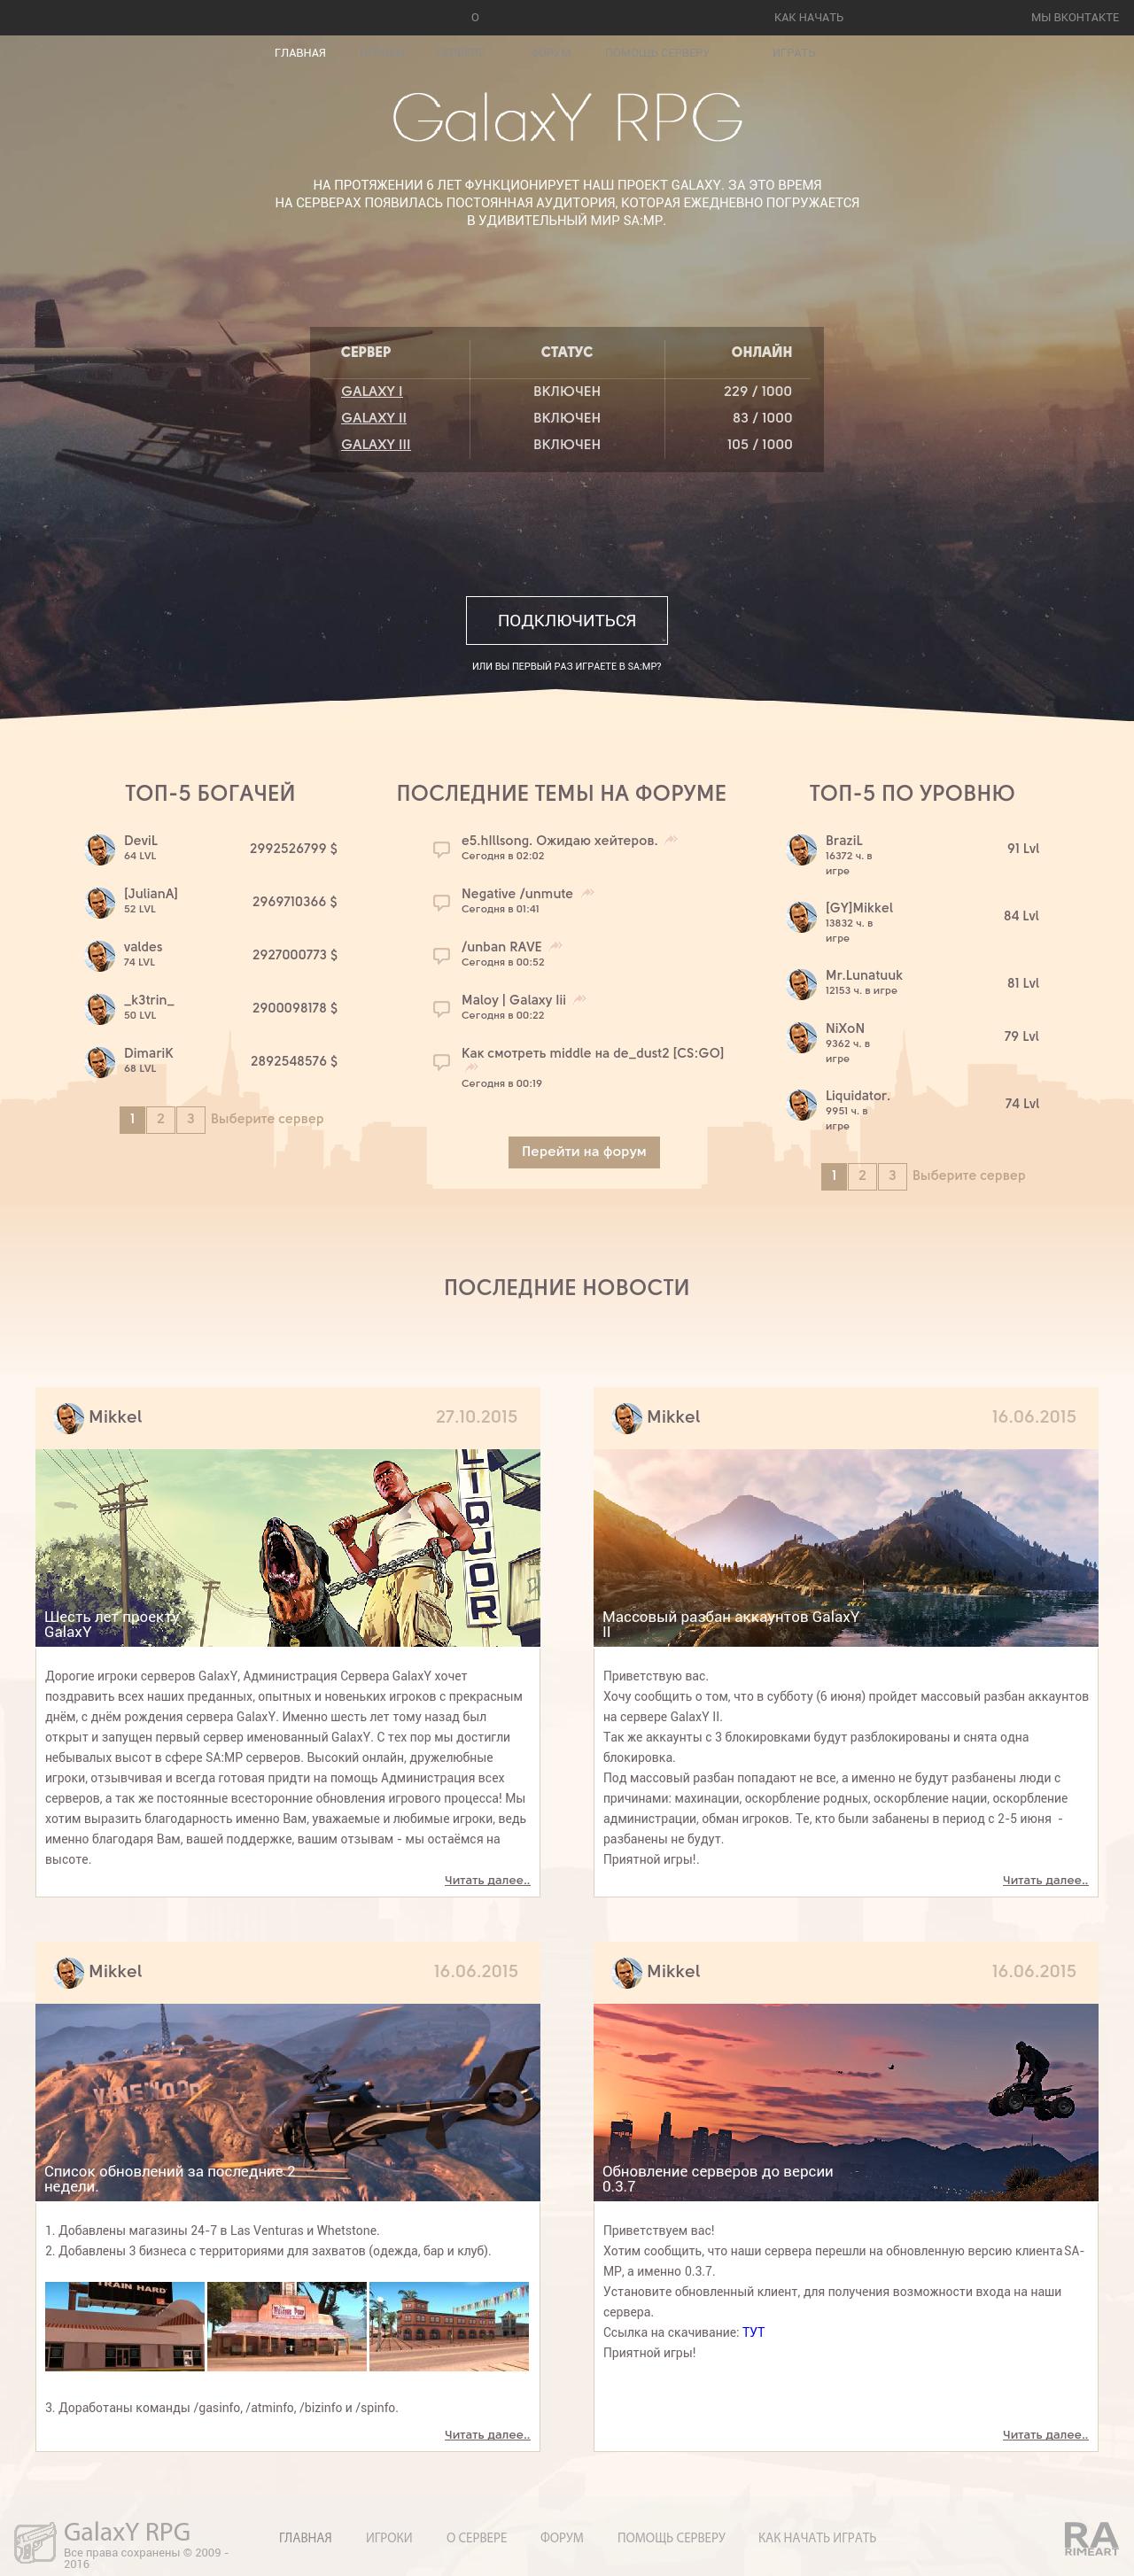 О
КАК НАЧАТЬ
МЫ ВКОНТАКТЕ
ГЛАВНАЯ
ПОМОЩЬ СЕРВЕРУ
ИГРАТЬ
GalaxY RPG
НА ПРОТЯЖЕНИИ 6 ЛЕТ ФУНКЦИОНИРУЕТ НАШ ПРОЕКТ GALAXY. ЗА ЭТО ВРЕМЯ
НА СЕРВЕРАХ ПОЯВИЛАСЬ ПОСТОЯННАЯ АУДИТОРИЯ, КОТОРАЯ ЕЖЕДНЕВНО ПОГРУЖАЕТСЯ
В УДИВИТЕЛЬНЫЙ МИР SA:MP.
СЕРВЕР СТАТУС ОНЛАЙН
GALAXY I ВКЛЮЧЕН 229 / 1000
GALAXY II ВКЛЮЧЕН 83 / 1000
GALAXY III ВКЛЮЧЕН 105 / 1000
ПОДКЛЮЧИТЬСЯ
ИЛИ ВЫ ПЕРВЫЙ РАЗ ИГРАЕТЕ В SA:MP?
ТОП-5 БОГАЧЕЙ
DeviL 2992526799 $
64 LVL
[JulianA] 2969710366 $
52 LVL
valdes 2927000773 $
74 LVL
_k3trin_ 2900098178 $
50 LVL
DimariK 2892548576 $
68 LVL
1 2 3 Выберите сервер
ПОСЛЕДНИЕ ТЕМЫ НА ФОРУМЕ
e5.hIllsong. Ожидаю хейтеров.
Сегодня в 02:02
Negative /unmute
Сегодня в 01:41
/unban RAVE
Сегодня в 00:52
Maloy | Galaxy Iii
Сегодня в 00:22
Как смотреть middle на de_dust2 [CS:GO]
Сегодня в 00:19
Перейти на форум
ТОП-5 ПО УРОВНЮ
BraziL 91 Lvl
16372 ч. в
игре
[GY]Mikkel 84 Lvl
13832 ч. в
игре
Mr.Lunatuuk 81 Lvl
12153 ч. в игре
NiXoN 79 Lvl
9362 ч. в
игре
Liquidator. 74 Lvl
9951 ч. в
игре
1 2 3 Выберите сервер
ПОСЛЕДНИЕ НОВОСТИ
Mikkel 27.10.2015
LIQUOR
Шесть лет проекту
GalaxY
Дорогие игроки серверов GalaxY, Администрация Сервера GalaxY хочет
поздравить всех наших преданных, опытных и новеньких игроков с прекрасным
днём, с днём рождения сервера GalaxY. Именно шесть лет тому назад был
открыт и запущен первый сервер именованный GalaxY. С тех пор мы достигли
небывалых высот в сфере SA:MP серверов. Высокий онлайн, дружелюбные
игроки, отзывчивая и всегда готовая придти на помощь Администрация всех
серверов, а так же постоянные всесторонние обновления игрового процесса! Мы
хотим выразить благодарность именно Вам, уважаемые и любимые игроки, ведь
именно благодаря Вам, вашей поддержке, вашим отзывам - мы остаёмся на
высоте.
Читать далее..
Mikkel 16.06.2015
Массовый разбан аккаунтов GalaxY
II
Приветствую вас.
Хочу сообщить о том, что в субботу (6 июня) пройдет массовый разбан аккаунтов
на сервере GalaxY II.
Так же аккаунты с 3 блокировками будут разблокированы и снята одна
блокировка.
Под массовый разбан попадают не все, а именно не будут разбанены люди с
причинами: махинации, оскорбление родных, оскорбление нации, оскорбление
администрации, обман игроков. Те, кто были забанены в период с 2-5 июня -
разбанены не будут.
Приятной игры!.
Читать далее..
Mikkel 16.06.2015
VINEWOOD
Список обновлений за последние 2
недели.
1. Добавлены магазины 24-7 в Las Venturas и Whetstone.
2. Добавлены 3 бизнеса с территориями для захватов (одежда, бар и клуб).
TRAIN HARD
3. Доработаны команды /gasinfo, /atminfo, /bizinfo и /spinfo.
Читать далее..
Mikkel 16.06.2015
Обновление серверов до версии
0.3.7
Приветствуем вас!
Хотим сообщить, что наши сервера перешли на обновленную версию клиента SA-
MP, а именно 0.3.7.
Установите обновленный клиент, для получения возможности входа на наши
сервера.
Ссылка на скачивание: ТУТ
Приятной игры!
Читать далее..
GalaxY RPG
Все права сохранены © 2009 -
2016
ГЛАВНАЯ ИГРОКИ О СЕРВЕРЕ ФОРУМ ПОМОЩЬ СЕРВЕРУ КАК НАЧАТЬ ИГРАТЬ
RA
RIMEART